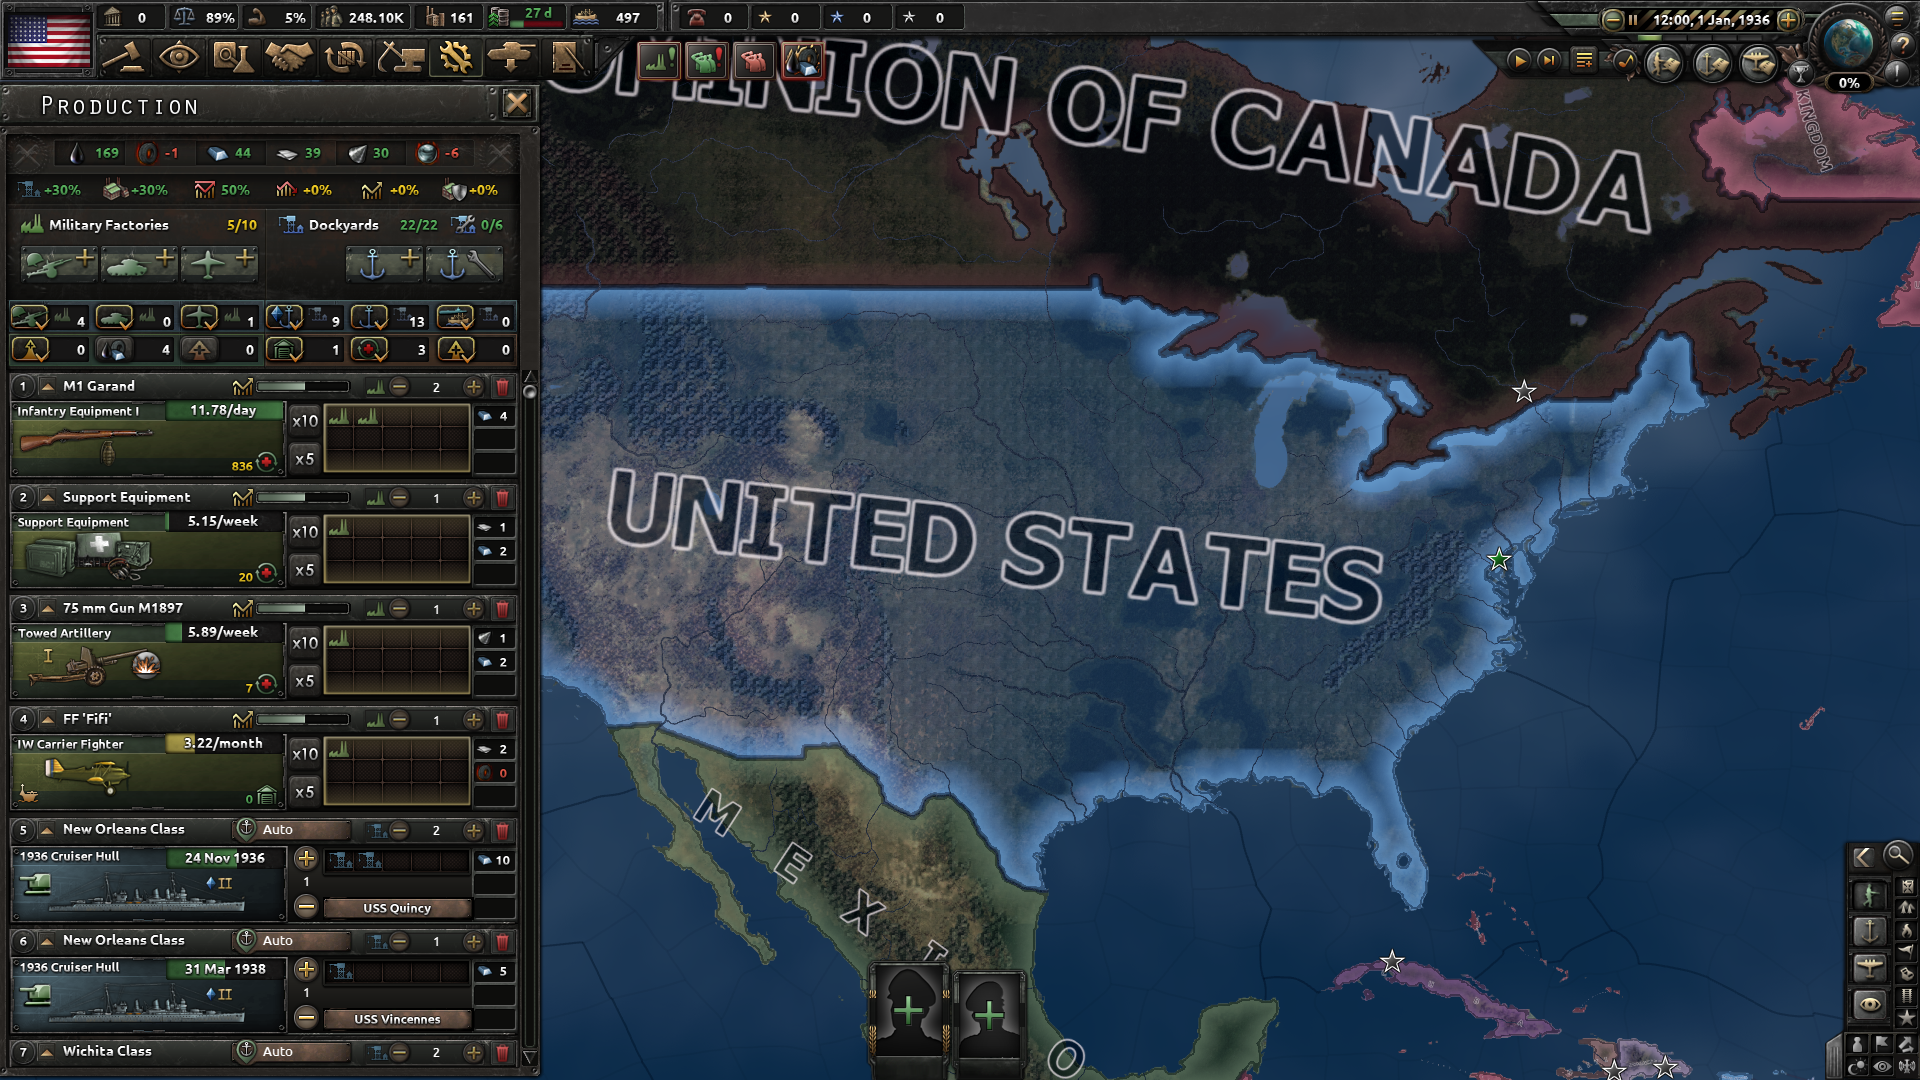 0 89% 5% 248.10K 161 27 d 497 0 0 0 0
12:00, 1 Jan, 1936
0%
PRODUCTION
169 -1 44 39 30 -6
+30% +30% 50% +0% +0% +0%
Military Factories 5/10 Dockyards 22/22 0/6
4 0 1 9 13 0
0 4 0 1 3 0
1 M1 Garand 2
Infantry Equipment I 11.78/day x10 4
836 x5
2 Support Equipment 1
Support Equipment 5.15/week x10 1
2
20 x5
3 75 mm Gun M1897 1
Towed Artillery 5.89/week x10 1
I 2
7 x5
4 FF 'Fifi' 1
IW Carrier Fighter 3.22/month x10 2
0
0 x5
5 New Orleans Class Auto 2
1936 Cruiser Hull 24 Nov 1936 10
II 1
USS Quincy
6 New Orleans Class Auto 1
1936 Cruiser Hull 31 Mar 1938 5
II 1
USS Vincennes
7 Wichita Class Auto 2
DOMINION OF CANADA
KINGDOM
UNITED STATES
MEXICO